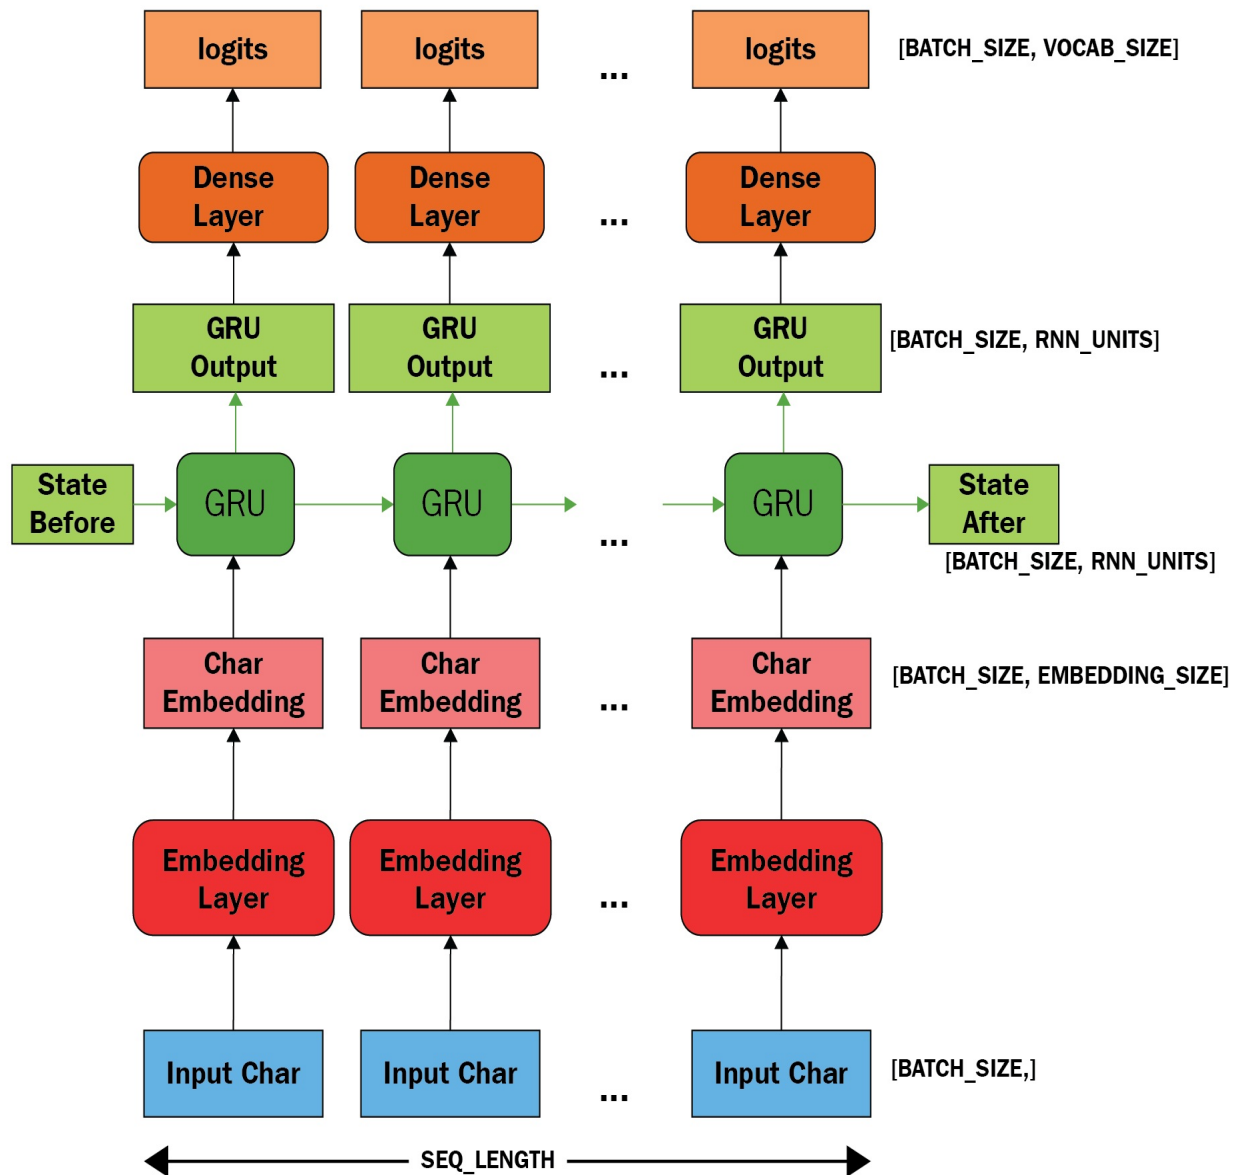 logits
logits
...
logits
[BATCH_SIZE, VOCAB_SIZE]
Dense
Layer
Dense
Layer
...
Dense
Layer
GRU
Output
GRU
Output
...
GRU
Output
[BATCH_SIZE, RNN_UNITS]
State
Before
GRU
GRU
...
GRU
State
After
[BATCH_SIZE, RNN_UNITS]
Char
Embedding
Char
Embedding
...
Char
Embedding
[BATCH_SIZE, EMBEDDING_SIZE]
Embedding
Layer
Embedding
Layer
...
Embedding
Layer
Input Char
Input Char
...
Input Char
[BATCH_SIZE,]
SEQ_LENGTH